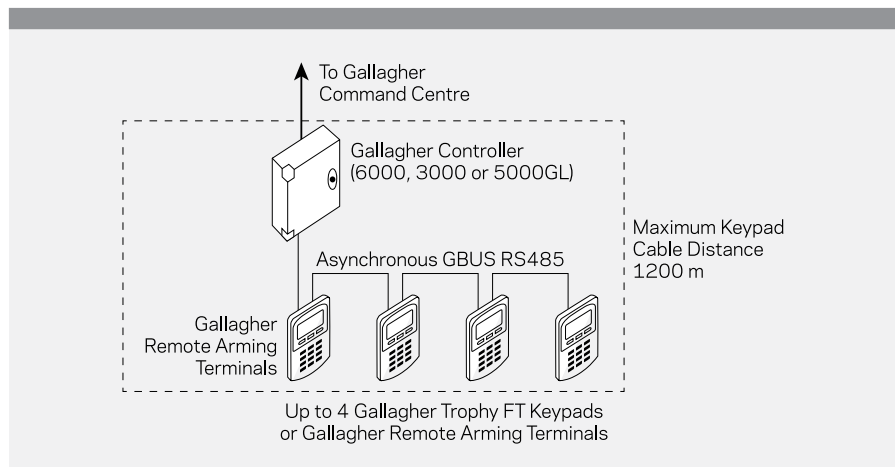 To Gallagher
Command Centre
Gallagher Controller
(6000, 3000 or 5000GL)
Maximum Keypad
Cable Distance
1200 m
Asynchronous GBUS RS485
Gallagher
Remote Arming
Terminals
Up to 4 Gallagher Trophy FT Keypads
or Gallagher Remote Arming Terminals